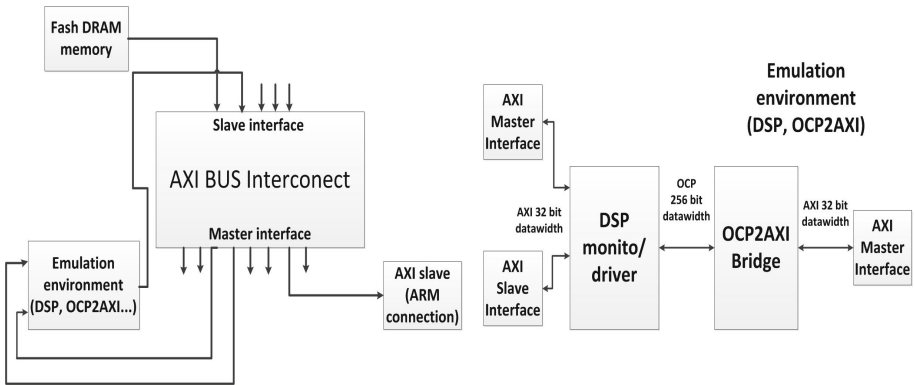 Fash DRAM
memory
Slave interface
AXI BUS Interconect
Master interface
Emulation
environment
(DSP, OCP2AXI...)
AXI slave
(ARM
connection)
Emulation
environment
(DSP, OCP2AXI)
AXI
Master
Interface
AXI 32 bit
datawidth
AXI
Slave
Interface
DSP
monito/
driver
OCP
256 bit
datawidth
OCP2AXI
Bridge
AXI 32 bit
datawidth
AXI
Master
Interface